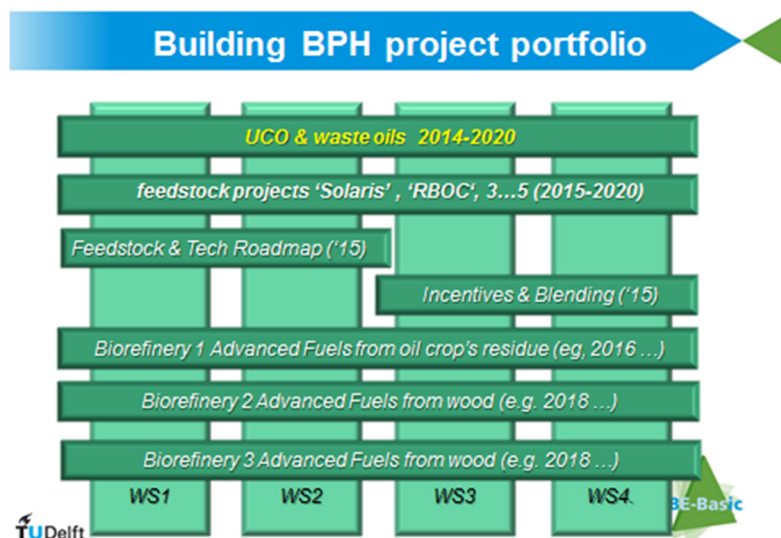 Building BPH project portfolio
UCO & waste oils 2014-2020
feedstock projects ‘Solaris’ , ‘RBOC‘, 3...5 (2015-2020)
Feedstock & Tech Roadmap (‘15)
Incentives & Blending (‘15)
Biorefinery 1 Advanced Fuels from oil crop’s residue (eg, 2016 ...)
Biorefinery 2 Advanced Fuels from wood (e.g. 2018 ...)
Biorefinery 3 Advanced Fuels from wood (e.g. 2018 ...)
WS1 WS2 WS3 WS4.
BE-Basic
TUDelft